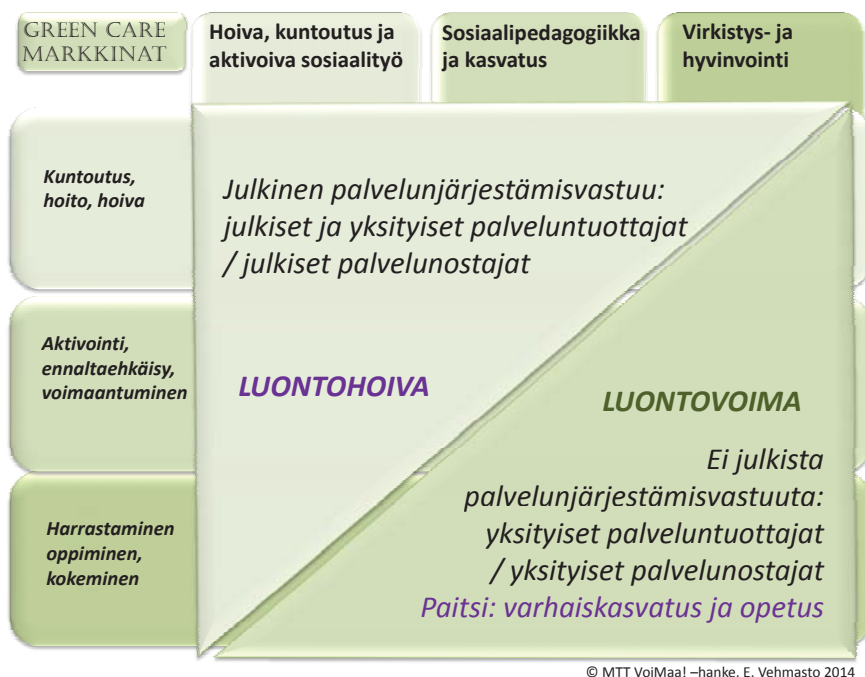 GREEN CARE
MARKKINAT
Hoiva, kuntoutus ja
aktivoiva sosiaalityö
Sosiaalipedagogiikka
ja kasvatus
Virkistys- ja
hyvinvointi
Kuntoutus,
hoito, hoiva
Julkinen palvelunjärjestämisvastuu:
julkiset ja yksityiset palveluntuottajat
/ julkiset palvelunostajat
Aktivointi,
ennaltaehkäisy,
voimaantuminen
LUONTOHOIVA
LUONTOVOIMA
Ei julkista
palvelunjärjestämisvastuuta:
yksityiset palveluntuottajat
/ yksityiset palvelunostajat
Paitsi: varhaiskasvatus ja opetus
Harrastaminen
oppiminen,
kokeminen
© MTT VoiMaa! –hanke. E. Vehmasto 2014